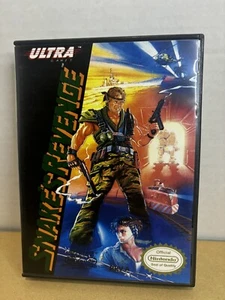 ULTRA
GAMES
SNAKE'S REVENGE
Official
Nintendo
Seal of Quality